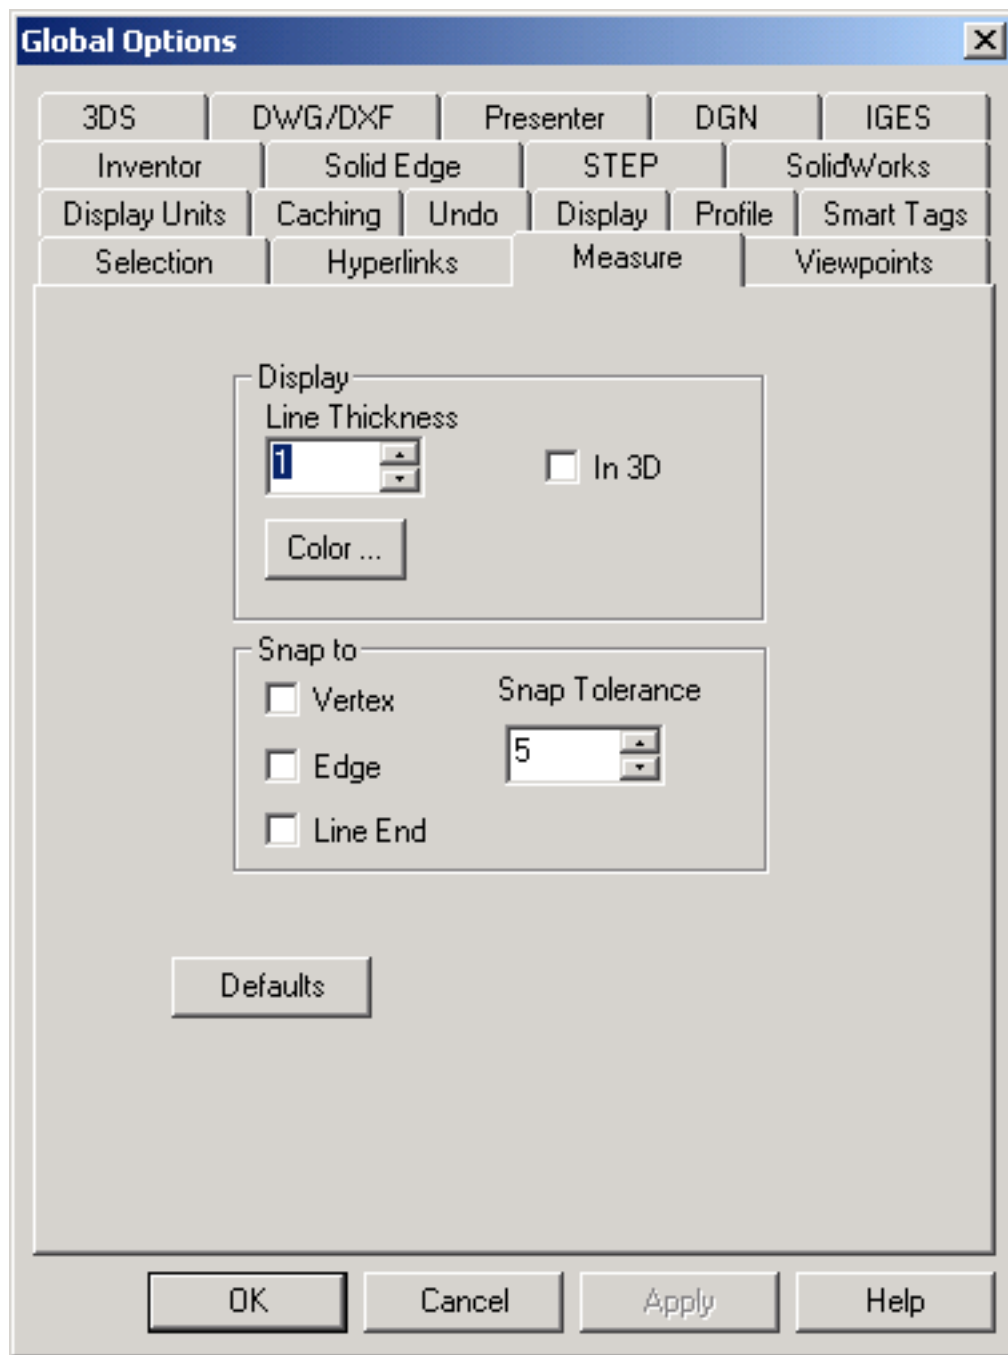 Global Options
3DS DWG/DXF Presenter DGN IGES
Inventor Solid Edge STEP SolidWorks
Display Units Caching Undo Display Profile Smart Tags
Selection Hyperlinks Measure Viewpoints
Display
Line Thickness
1 In 3D
Color ...
Snap to
Vertex Snap Tolerance
Edge 5
Line End
Defaults
OK Cancel Apply Help